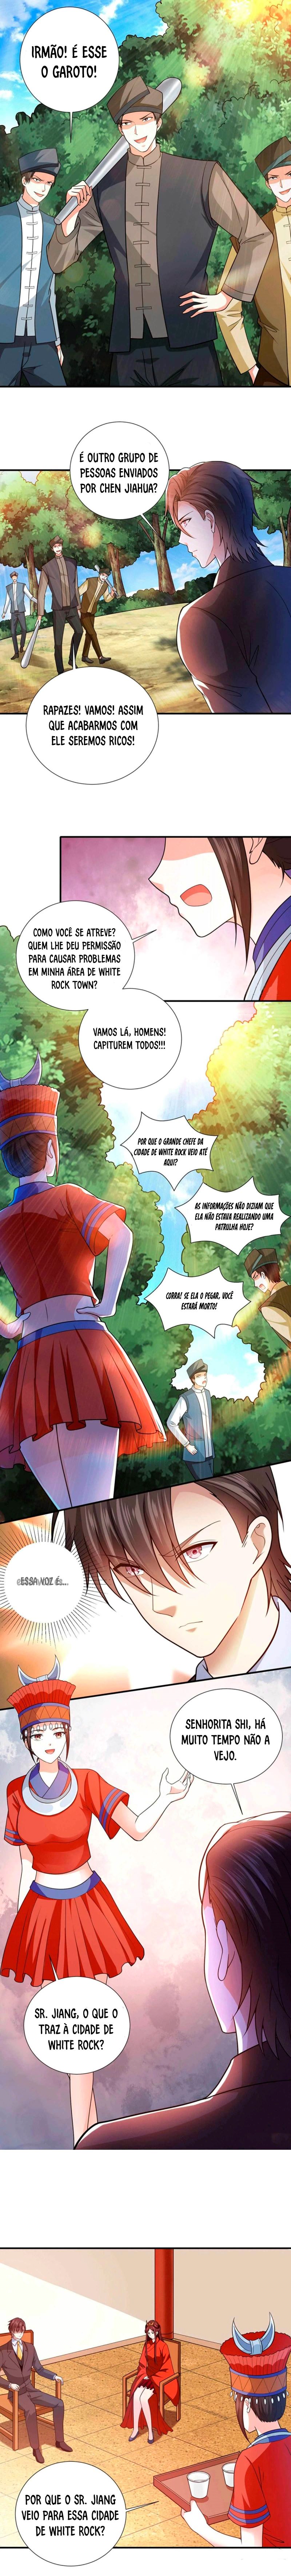 IRMÃO! É ESSE
O GAROTO!
É OUTRO GRUPO DE
PESSOAS ENVIADOS
POR CHEN JIAHUA?
RAPAZES! VAMOS! ASSIM
QUE ACABARMOS COM
ELE SEREMOS RICOS!
COMO VOCÊ SE ATREVE?
QUEM LHE DEU PERMISSÃO
PARA CAUSAR PROBLEMAS
EM MINHA ÁREA DE WHITE
ROCK TOWN?
VAMOS LÁ, HOMENS!
CAPITUREM TODOS!!!
POR QUE O GRANDE CHEFE DA
CIDADE DE WHITE ROCK VEIO ATÉ
AQUI?
AS INFORMAÇÕES NÃO DIZIAM QUE
ELA NÃO ESTAVA REALIZANDO UMA
PATRULHA HOJE?
CORRA! SE ELA O PEGAR, VOCÊ
ESTARÁ MORTO!
ESSA VOZ É...
SENHORITA SHI, HÁ
MUITO TEMPO NÃO A
VEJO.
SR. JIANG, O QUE O
TRAZ À CIDADE DE
WHITE ROCK?
POR QUE O SR. JIANG
VEIO PARA ESSA CIDADE
DE WHITE ROCK?